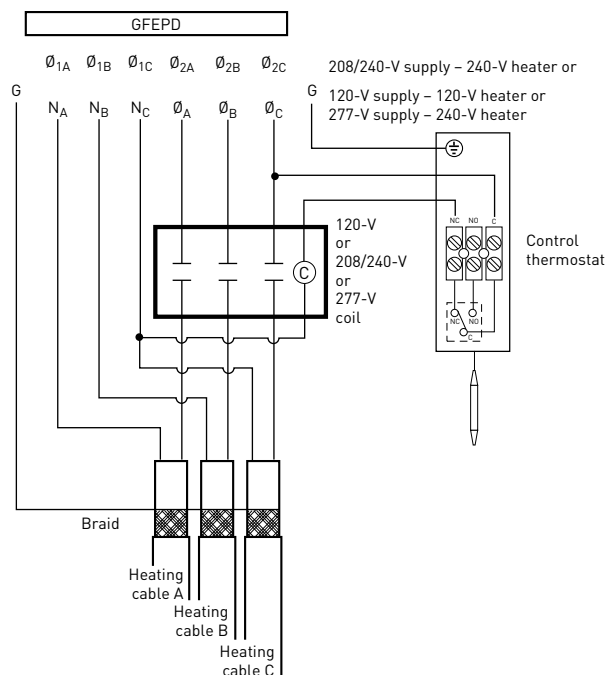 GFEPD
Ø1A Ø1B Ø1C Ø2A Ø2B Ø2C
208/240-V supply – 240-V heater or
G
NA NB NC ØA ØB ØC
G
120-V supply – 120-V heater or
277-V supply – 240-V heater
NC NO C
120-V
or
208/240-V
or
277-V
coil
C
Control
thermostat
NC NO
C
Braid
Heating
cable A
Heating
cable B
Heating
cable C